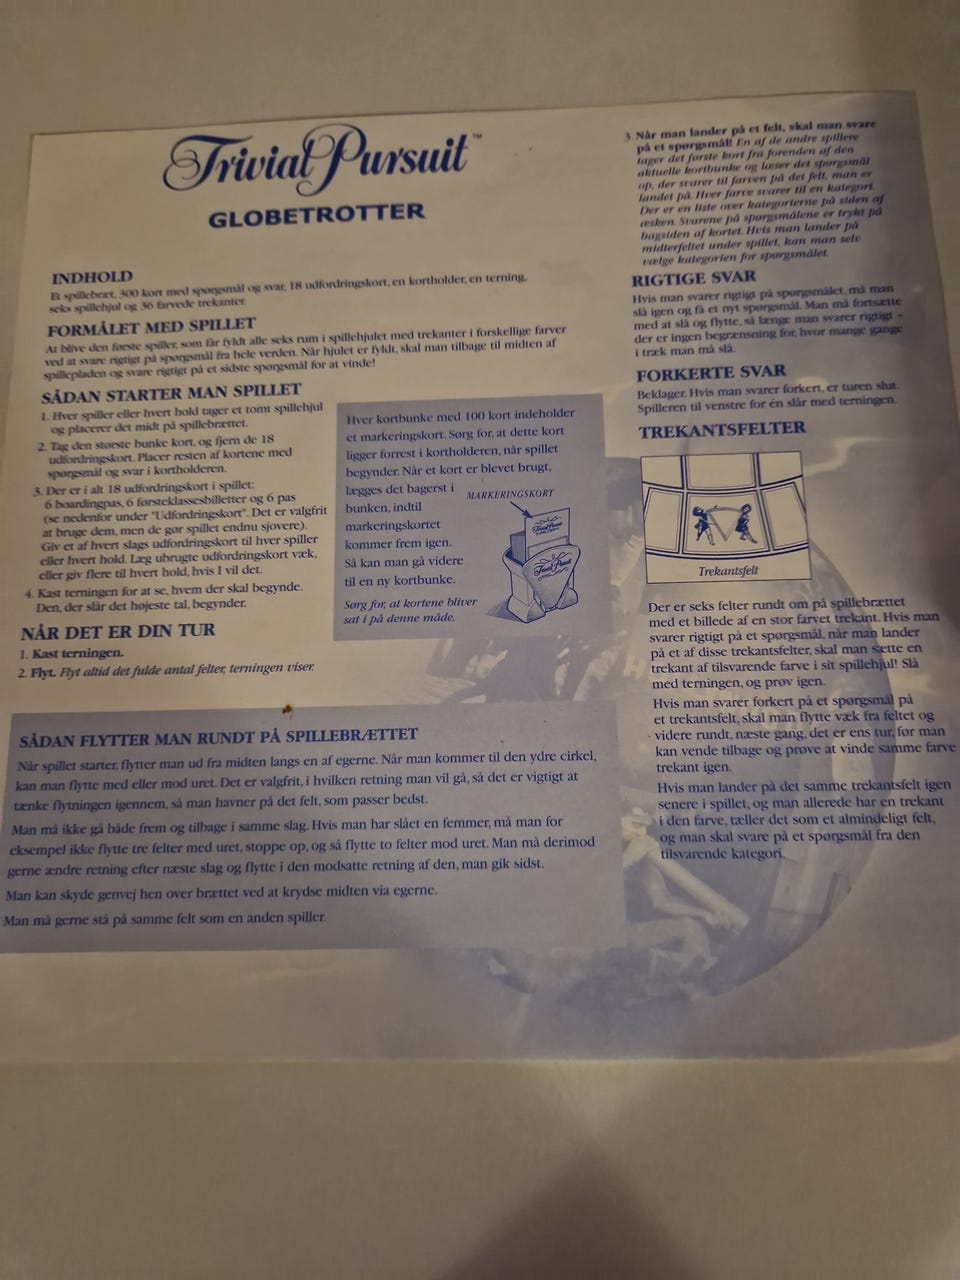 Trivial Pursuit™
GLOBETROTTER
INDHOLD
Et spillebræt, 300 kort med spørgsmål og svar, 18 udfordringskort, en kortholder, en terning,
seks spillehjul og 36 farvede trekanter.
FORMÅLET MED SPILLET
At blive den første spiller, som får fyldt alle seks rum i spillehjulet med trekanter i forskellige farver
ved at svare rigtigt på spørgsmål fra hele verden. Når hjulet er fyldt, skal man tilbage til midten af
spillepladen og svare rigtigt på et sidste spørgsmål for at vinde!
SÅDAN STARTER MAN SPILLET
1. Hver spiller eller hvert hold tager et tomt spillehjul
og placerer det midt på spillebrættet.
2. Tag den største bunke kort, og fjern de 18
udfordringskort. Placer resten af kortene med
spørgsmål og svar i kortholderen.
3. Der er i alt 18 udfordringskort i spillet:
6 boardingpas, 6 førsteklassesbilletter og 6 pas
(se nedenfor under "Udfordringskort". Det er valgfrit
at bruge dem, men de gør spillet endnu sjovere).
Giv et af hvert slags udfordringskort til hver spiller
eller hvert hold. Læg ubrugte udfordringskort væk,
eller giv flere til hvert hold, hvis I vil det.
4. Kast terningen for at se, hvem der skal begynde.
Den, der slår det højeste tal, begynder.
NÅR DET ER DIN TUR
1. Kast terningen.
2. Flyt. Flyt altid det fulde antal felter, terningen viser.
Hver kortbunke med 100 kort indeholder
et markeringskort. Sørg for, at dette kort
ligger forrest i kortholderen, når spillet
begynder. Når et kort er blevet brugt,
lægges det bagerst i
bunken, indtil
markeringskortet
kommer frem igen.
Så kan man gå videre
til en ny kortbunke.
Sørg for, at kortene bliver
sat i på denne måde.
MARKERINGSKORT
Trivial Pursuit
Trivial Pursuit
SÅDAN FLYTTER MAN RUNDT PÅ SPILLEBRÆTTET
Når spillet starter, flytter man ud fra midten langs en af egerne. Når man kommer til den ydre cirkel,
kan man flytte med eller mod uret. Det er valgfrit, i hvilken retning man vil gå, så det er vigtigt at
tænke flytningen igennem, så man havner på det felt, som passer bedst.
Man må ikke gå både frem og tilbage i samme slag. Hvis man har slået en femmer, må man for
eksempel ikke flytte tre felter med uret, stoppe op, og så flytte to felter mod uret. Man må derimod
gerne ændre retning efter næste slag og flytte i den modsatte retning af den, man gik sidst.
Man kan skyde genvej hen over brættet ved at krydse midten via egerne.
Man må gerne stå på samme felt som en anden spiller.
3. Når man lander på et felt, skal man svare
på et spørgsmål! En af de andre spillere
tager det første kort fra forenden af den
aktuelle kortbunke og læser det spørgsmål
op, der svarer til farven på det felt, man er
landet på. Hver farve svarer til en kategori.
Der er en liste over kategorierne på siden af
æsken. Svarene på spørgsmålene er trykt på
bagsiden af kortet. Hvis man lander på
midterfeltet under spillet, kan man selv
vælge kategorien for spørgsmålet.
RIGTIGE SVAR
Hvis man svarer rigtigt på spørgsmålet, må man
slå igen og få et nyt spørgsmål. Man må fortsætte
med at slå og flytte, så længe man svarer rigtigt –
der er ingen begrænsning for, hvor mange gange
i træk man må slå.
FORKERTE SVAR
Beklager. Hvis man svarer forkert, er turen slut.
Spilleren til venstre for én slår med terningen.
TREKANTSFELTER
Trekantsfelt
Der er seks felter rundt om på spillebrættet
med et billede af en stor farvet trekant. Hvis man
svarer rigtigt på et spørgsmål, når man lander
på et af disse trekantsfelter, skal man sætte en
trekant af tilsvarende farve i sit spillehjul! Slå
med terningen, og prøv igen.
Hvis man svarer forkert på et spørgsmål på
et trekantsfelt, skal man flytte væk fra feltet og
videre rundt, næste gang, det er ens tur, før man
kan vende tilbage og prøve at vinde samme farve
trekant igen.
Hvis man lander på det samme trekantsfelt igen
senere i spillet, og man allerede har en trekant
i den farve, tæller det som et almindeligt felt,
og man skal svare på et spørgsmål fra den
tilsvarende kategori.